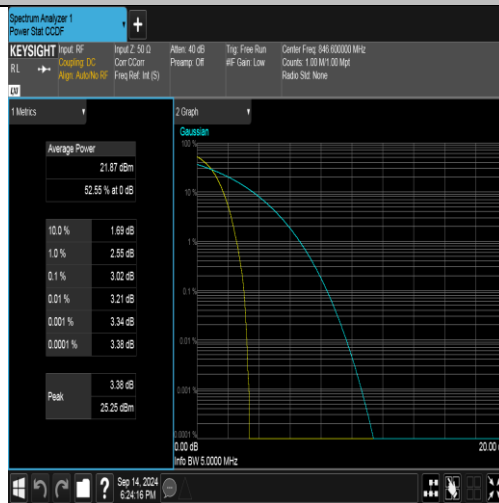 Spectrum Analyzer 1
Power Stat CCDF
KEYSIGHT
RL
Input: RF
Coupling: DC
Align: Auto/No RF
Input Z: 50 Ω
Corr CCorr
Freq Ref: Int (S)
Atten: 40 dB
Preamp: Off
Trig: Free Run
#IF Gain: Low
Center Freq: 846.600000 MHz
Counts: 1.00 M/1.00 Mpt
Radio Std: None
1 Metrics
Average Power
21.87 dBm
52.55 % at 0 dB
10.0 % 1.69 dB
1.0 % 2.55 dB
0.1 % 3.02 dB
0.01 % 3.21 dB
0.001 % 3.34 dB
0.0001 % 3.38 dB
Peak
3.38 dB
25.25 dBm
2 Graph
Gaussian
100 %
10 %
1 %
0.1 %
0.01 %
0.001 %
0.0001 %
0.00 dB
20.00
Info BW 5.0000 MHz
Sep 14, 2024
6:24:16 PM